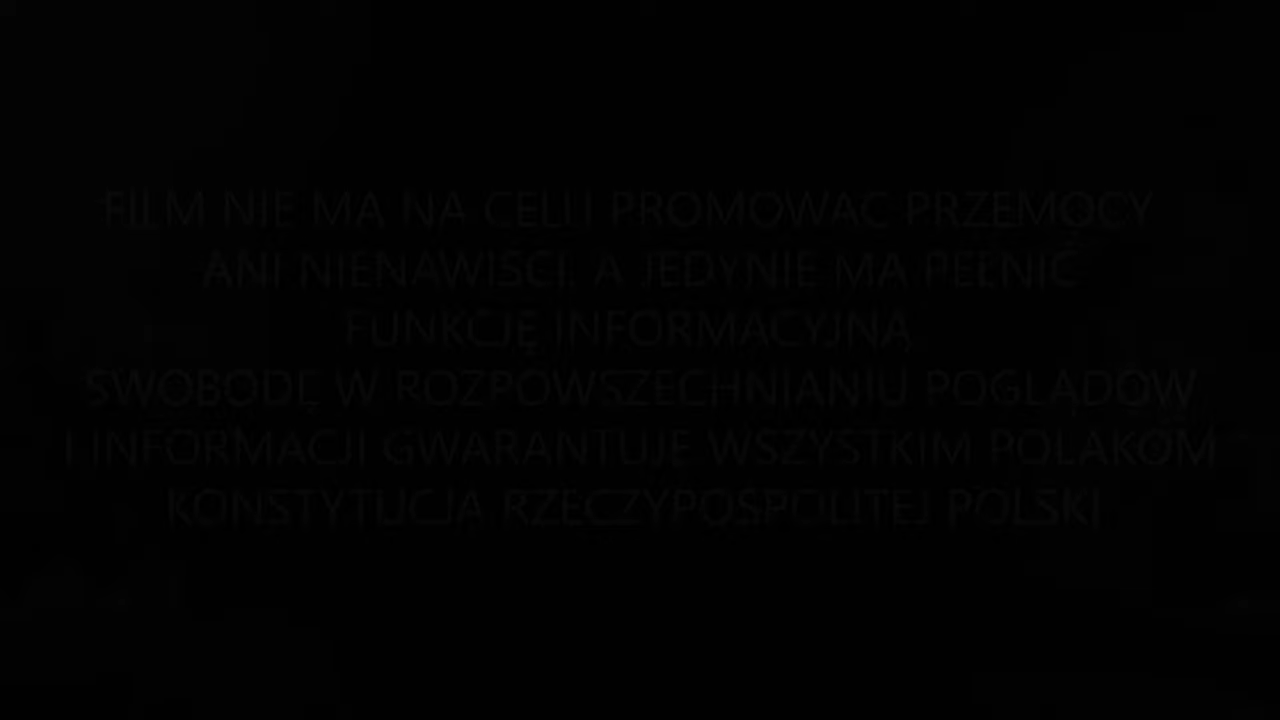 FILM NIE MA NA CELU PROMOWAĆ PRZEMOCY
ANI NIENAWIŚCI, A JEDYNIE MA PEŁNIĆ
FUNKCJĘ INFORMACYJNĄ
SWOBODĘ W ROZPOWSZECHNIANIU POGLĄDÓW
I INFORMACJI GWARANTUJE WSZYSTKIM POLAKOM
KONSTYTUCJA RZECZYPOSPOLITEJ POLSKI